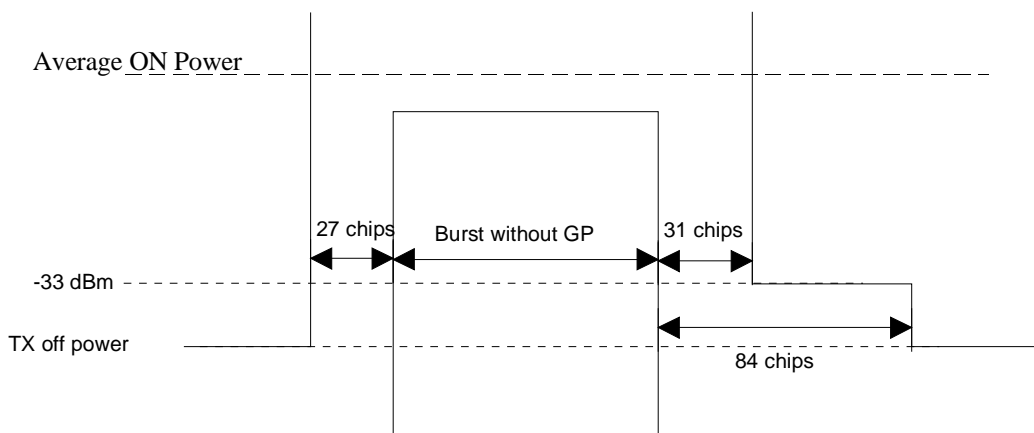 Average ON Power
27 chips
Burst without GP
31 chips
-33 dBm
TX off power
84 chips